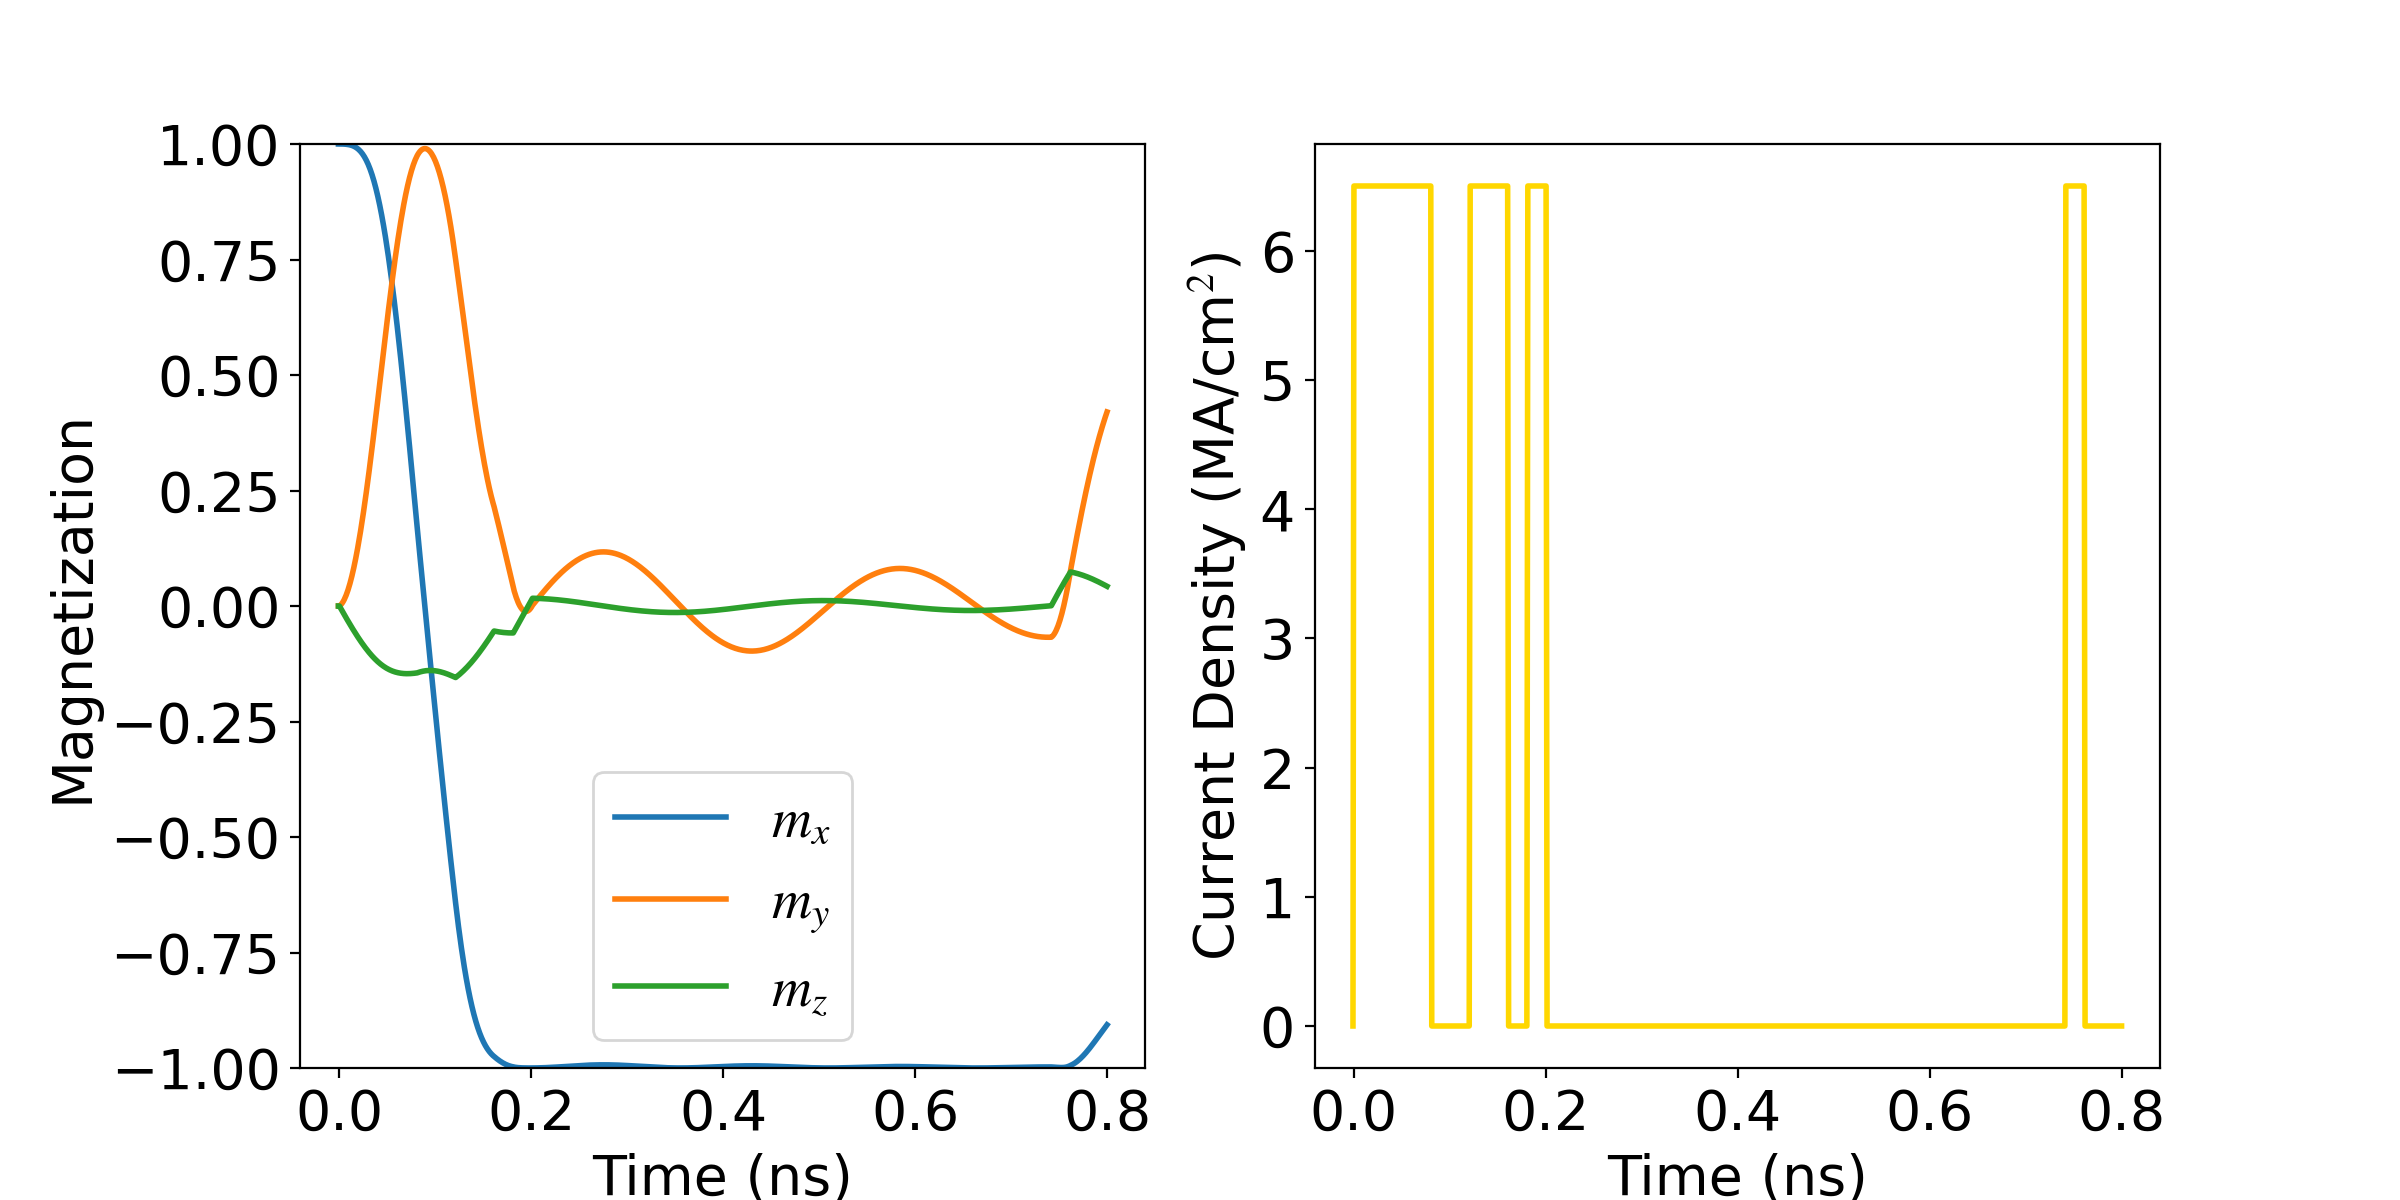 1.00
0.75
0.50
0.25
0.00
−0.25
−0.50
−0.75
−1.00
Magnetization
0.0 0.2 0.4 0.6 0.8
Time (ns)
m_x
m_y
m_z
6
5
4
3
2
1
0
Current Density (MA/cm²)
0.0 0.2 0.4 0.6 0.8
Time (ns)